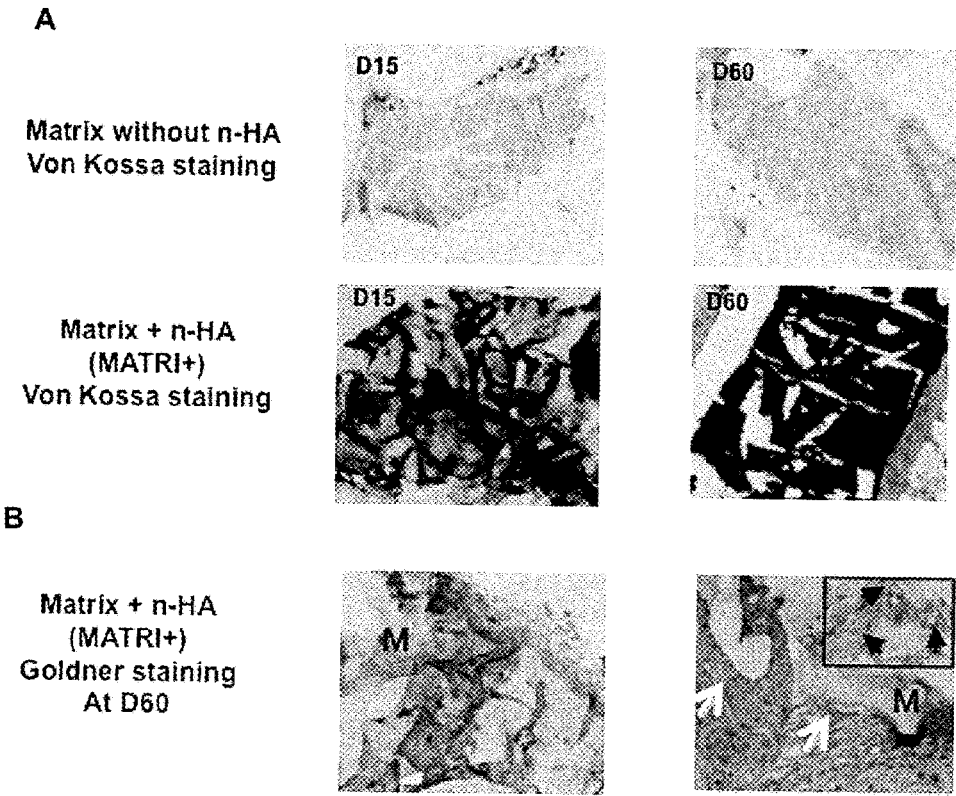 A
Matrix without n-HA
Von Kossa staining
D15
D60
Matrix + n-HA
(MATRI+)
Von Kossa staining
D15
D60
B
Matrix + n-HA
(MATRI+)
Goldner staining
At D60
M
M